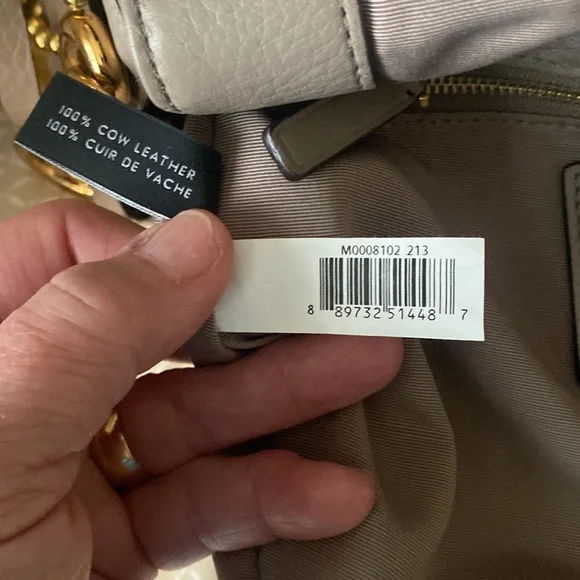 100% COW LEATHER
100% CUIR DE VACHE
M0008102 213
8 89732 51448 7